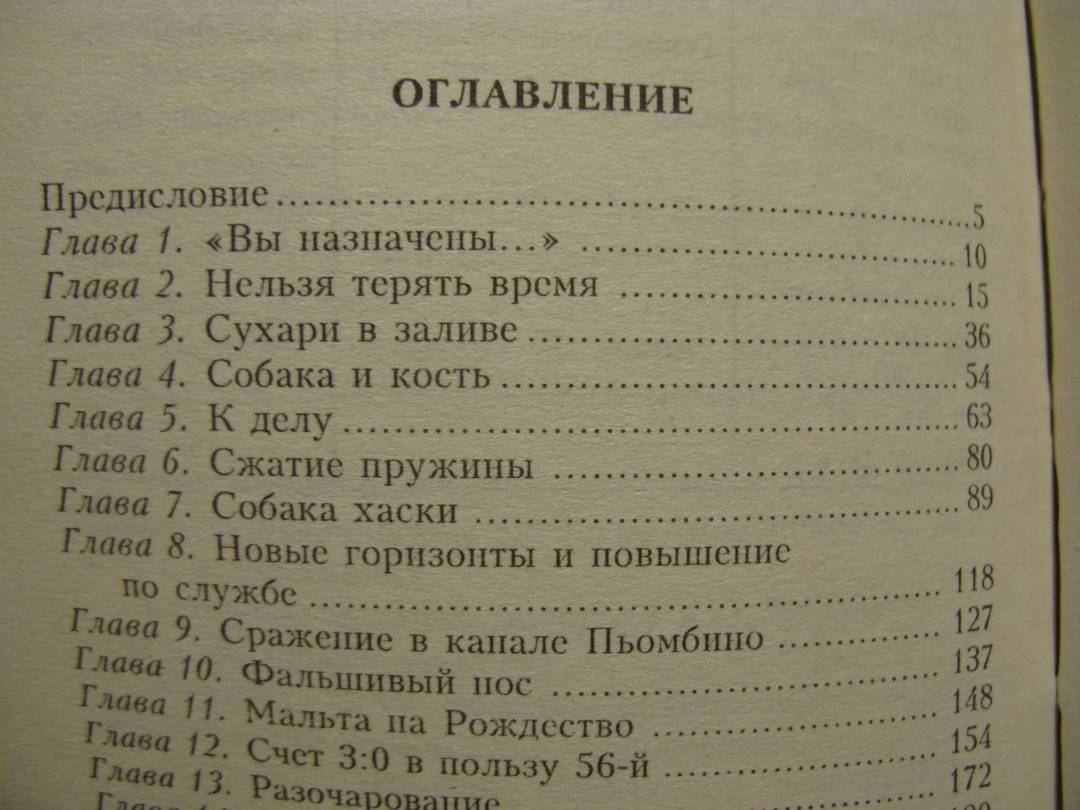 ОГЛАВЛЕНИЕ
Предисловие.....5
Глава 1. «Вы назначены...» .....10
Глава 2. Нельзя терять время .....15
Глава 3. Сухари в заливе.....36
Глава 4. Собака и кость.....54
Глава 5. К делу.....63
Глава 6. Сжатие пружины .....80
Глава 7. Собака хаски .....89
Глава 8. Новые горизонты и повышение
по службе.....118
Глава 9. Сражение в канале Пьомбино .....127
Глава 10. Фальшивый нос .....137
Глава 11. Мальта на Рождество .....148
Глава 12. Счет 3:0 в пользу 56-й .....154
Глава 13. Разочарование.....172
Глава